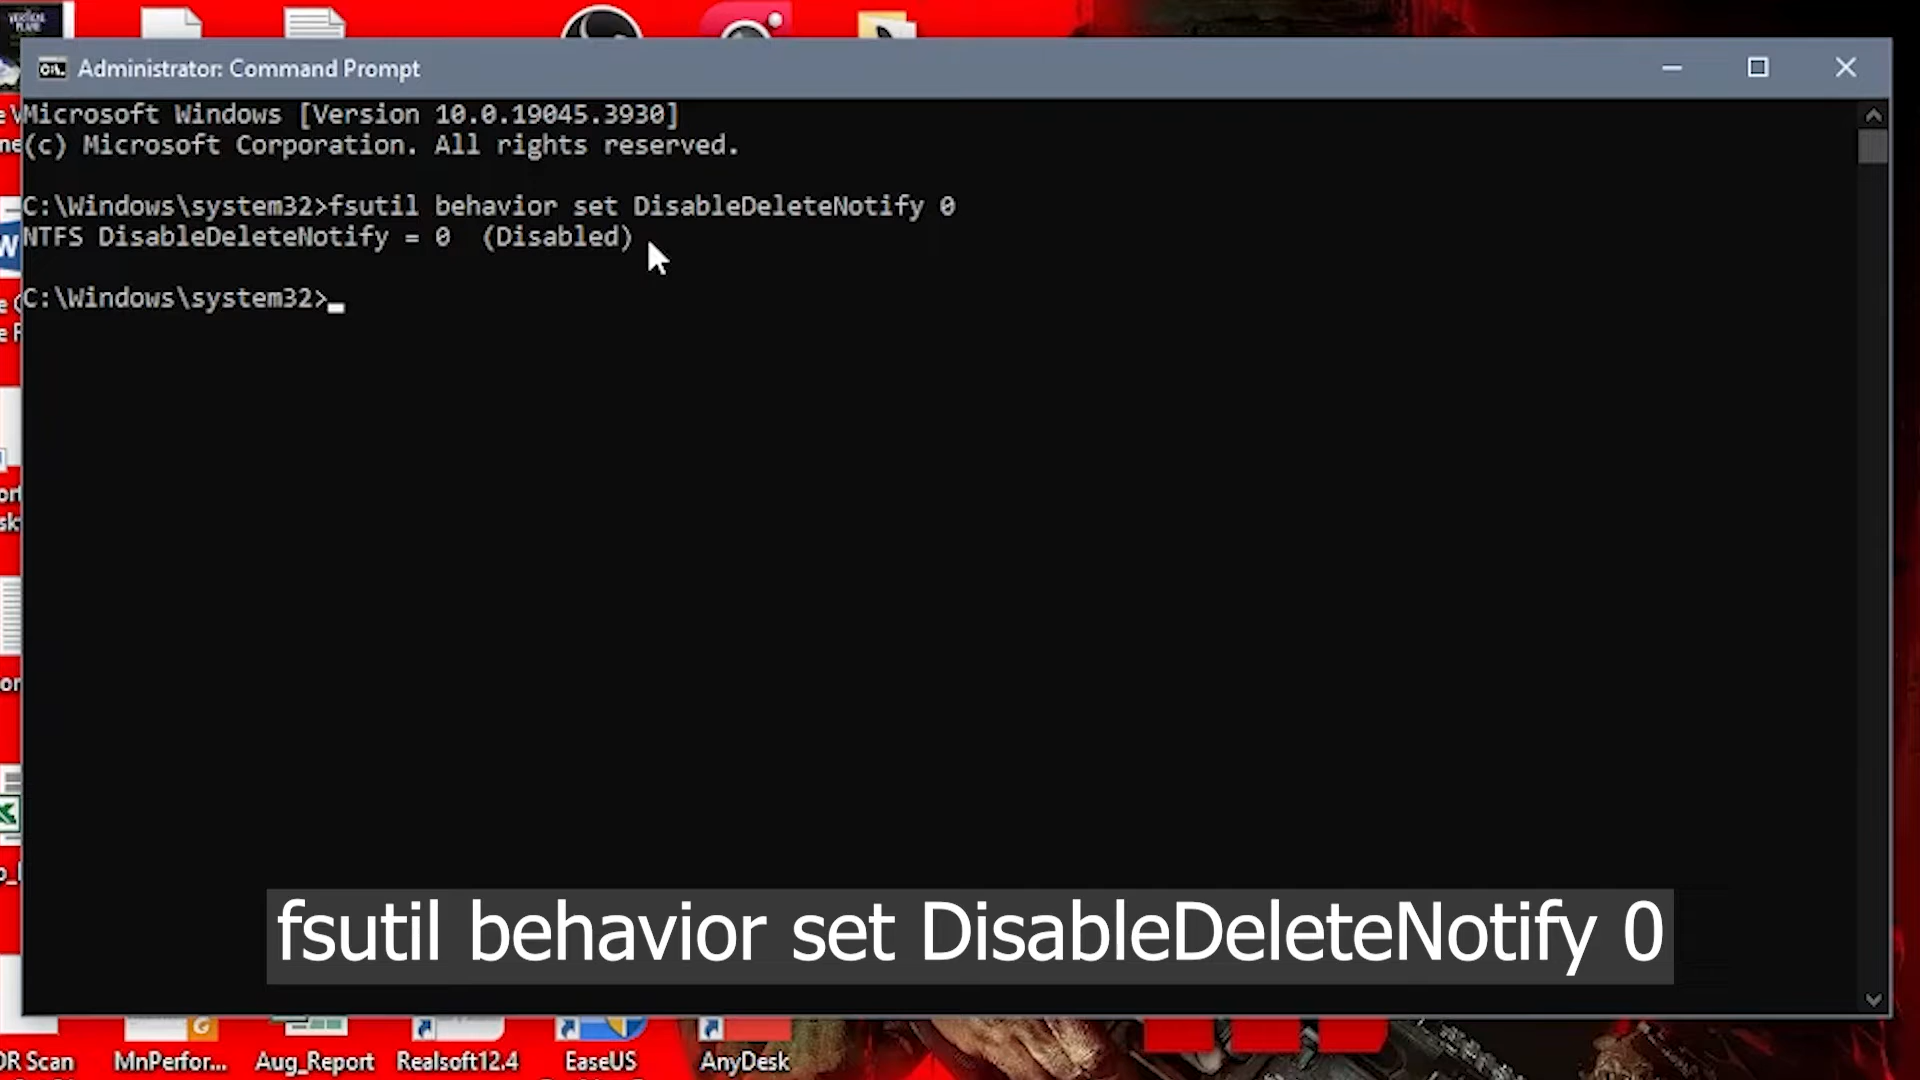 Administrator: Command Prompt
Microsoft Windows [Version 10.0.19045.3930]
(c) Microsoft Corporation. All rights reserved.
C:\Windows\system32>fsutil behavior set DisableDeleteNotify 0
NTFS DisableDeleteNotify = 0  (Disabled)
C:\Windows\system32>
fsutil behavior set DisableDeleteNotify 0
Scan
MnPerfor...
Aug_Report
Realsoft12.4
EaseUS
AnyDesk